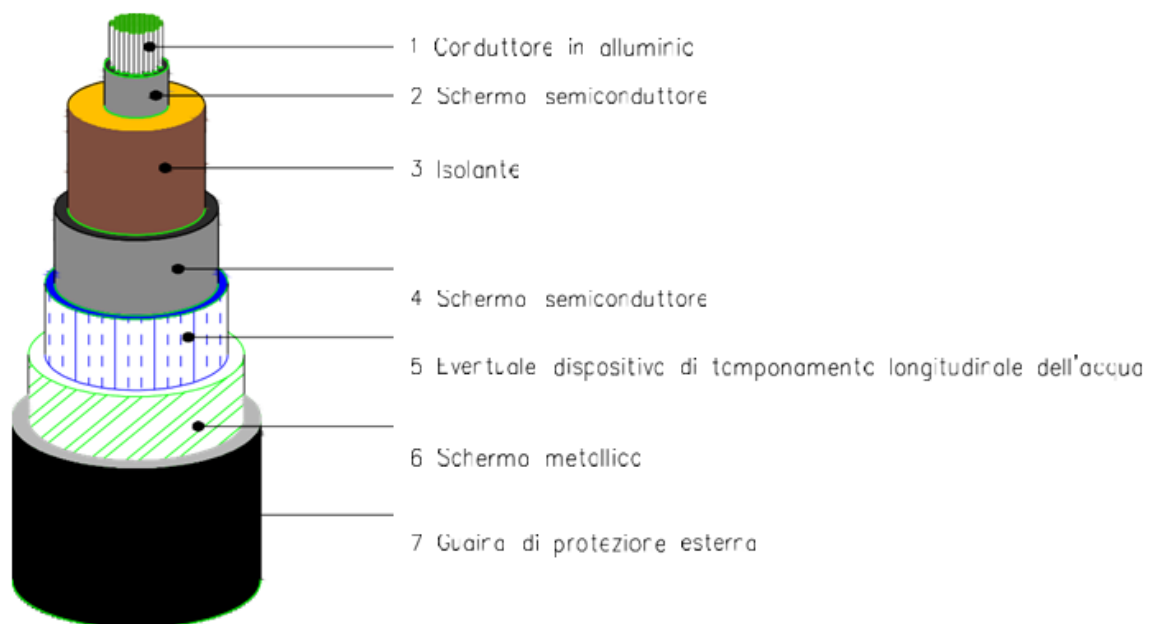 1 Conduttore in alluminio
2 Schermo semiconduttore
3 Isolante
4 Schermo semiconduttore
5 Eventuale dispositivo di tamponamento longitudinale dell'acqua
6 Schermo metallico
7 Guaina di protezione esterna